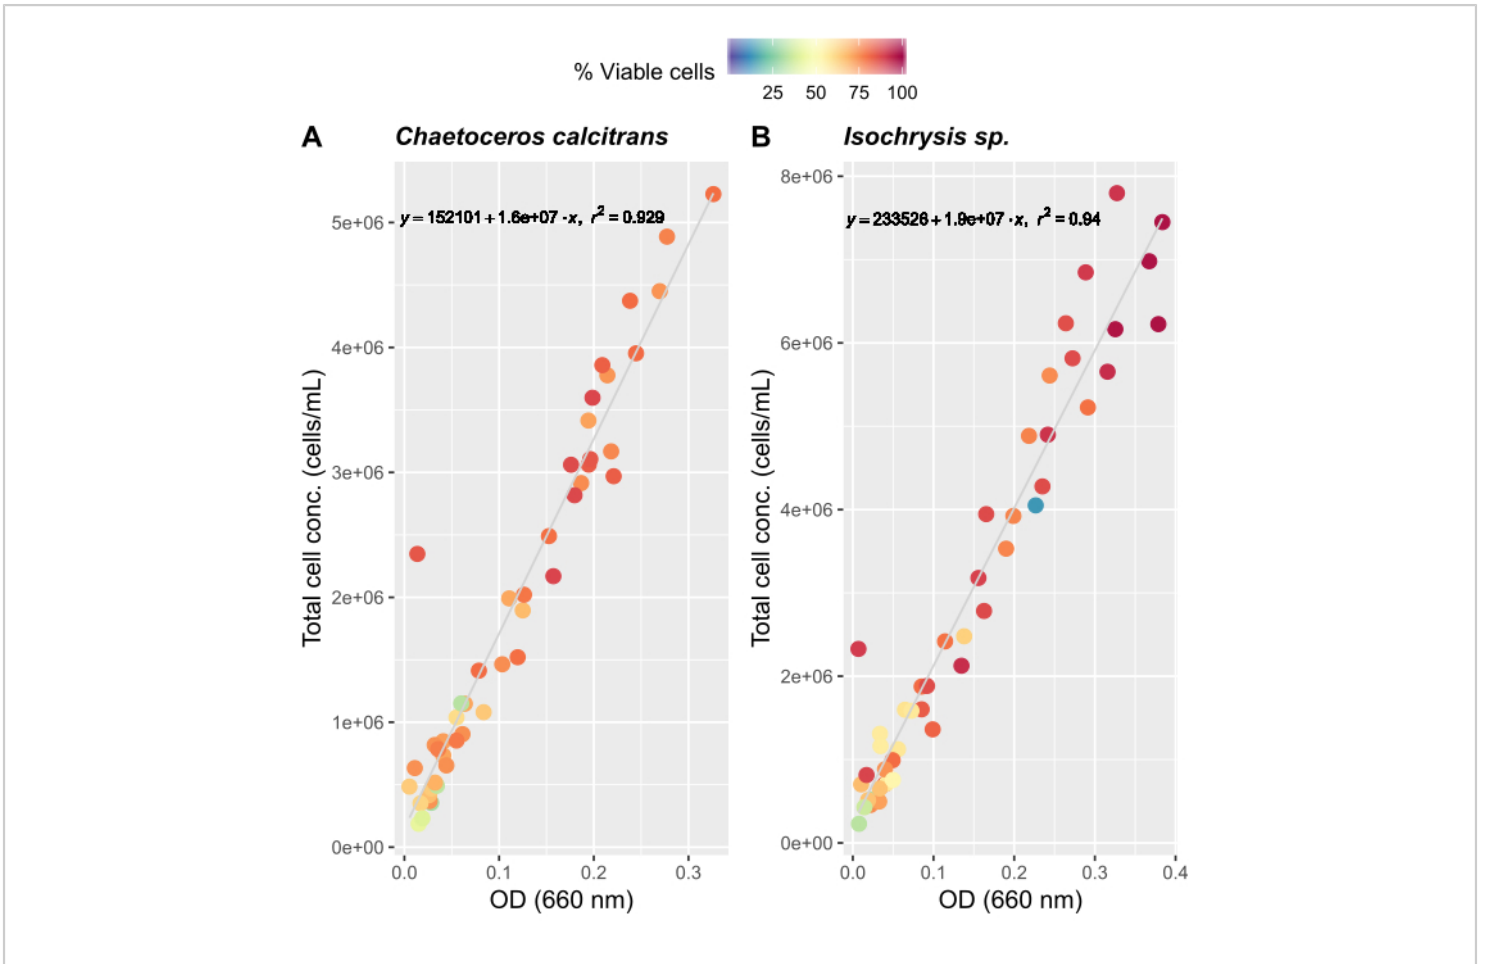 % Viable cells
25 50 75 100
A Chaetoceros calcitrans
y = 152101 + 1.6e+07 · x, r² = 0.929
Total cell conc. (cells/mL)
5e+06
4e+06
3e+06
2e+06
1e+06
0e+00
0.0 0.1 0.2 0.3
OD (660 nm)
B Isochrysis sp.
y = 233526 + 1.9e+07 · x, r² = 0.94
Total cell conc. (cells/mL)
8e+06
6e+06
4e+06
2e+06
0e+00
0.0 0.1 0.2 0.3 0.4
OD (660 nm)